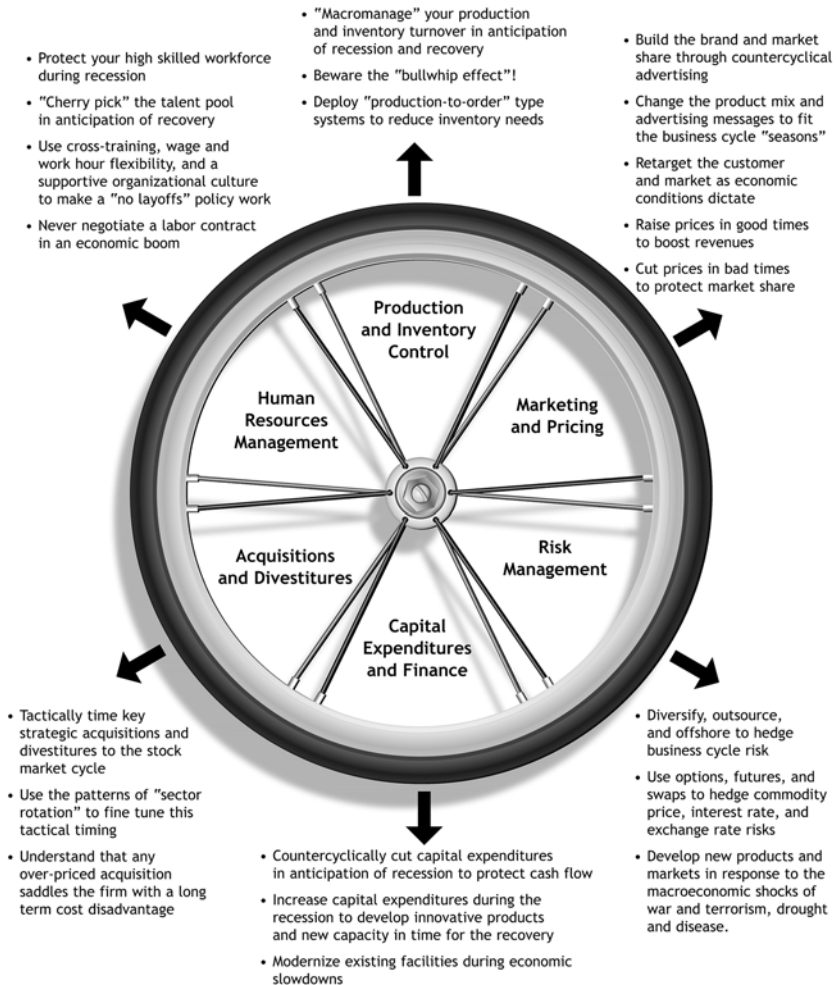 • “Macromanage” your production
and inventory turnover in anticipation
of recession and recovery
• Beware the “bullwhip effect”!
• Deploy “production-to-order” type
systems to reduce inventory needs
• Protect your high skilled workforce
during recession
• “Cherry pick” the talent pool
in anticipation of recovery
• Use cross-training, wage and
work hour flexibility, and a
supportive organizational culture
to make a “no layoffs” policy work
• Never negotiate a labor contract
in an economic boom
• Build the brand and market
share through countercyclical
advertising
• Change the product mix and
advertising messages to fit
the business cycle “seasons”
• Retarget the customer
and market as economic
conditions dictate
• Raise prices in good times
to boost revenues
• Cut prices in bad times
to protect market share
Production
and Inventory
Control
Human
Resources
Management
Marketing
and Pricing
Acquisitions
and Divestitures
Risk
Management
Capital
Expenditures
and Finance
• Tactically time key
strategic acquisitions and
divestitures to the stock
market cycle
• Use the patterns of “sector
rotation” to fine tune this
tactical timing
• Understand that any
over-priced acquisition
saddles the firm with a long
term cost disadvantage
• Countercyclically cut capital expenditures
in anticipation of recession to protect cash flow
• Increase capital expenditures during the
recession to develop innovative products
and new capacity in time for the recovery
• Modernize existing facilities during economic
slowdowns
• Diversify, outsource,
and offshore to hedge
business cycle risk
• Use options, futures, and
swaps to hedge commodity
price, interest rate, and
exchange rate risks
• Develop new products and
markets in response to the
macroeconomic shocks of
war and terrorism, drought
and disease.